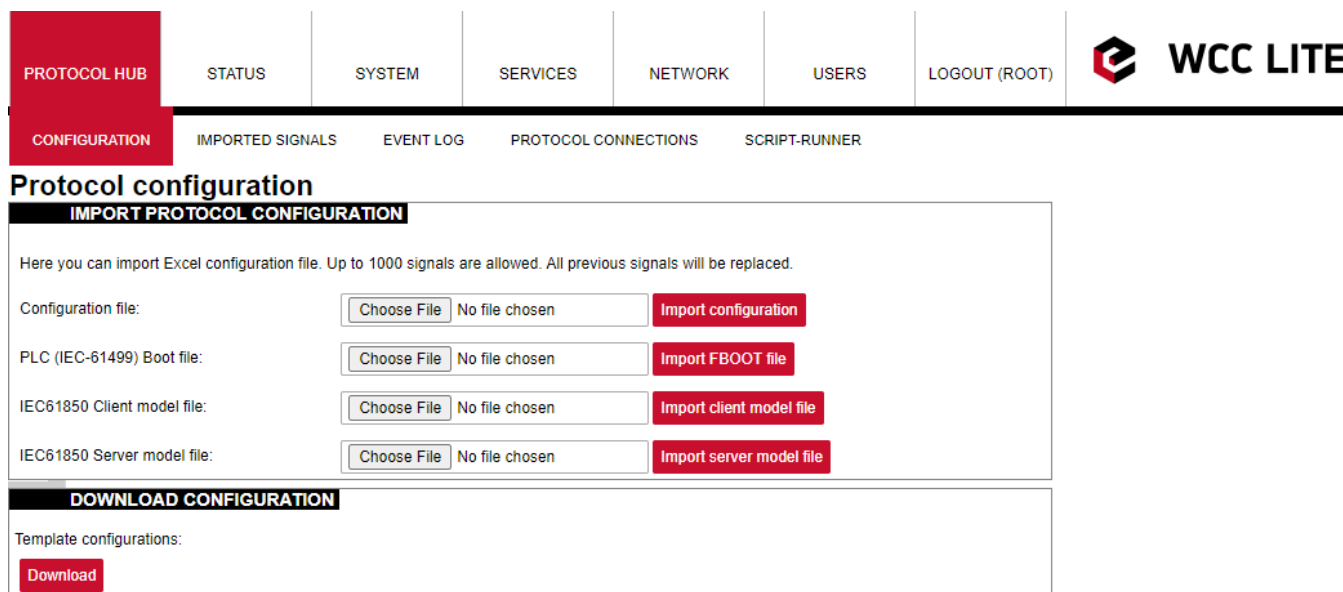 PROTOCOL HUB STATUS SYSTEM SERVICES NETWORK USERS LOGOUT (ROOT) WCC LITE
CONFIGURATION IMPORTED SIGNALS EVENT LOG PROTOCOL CONNECTIONS SCRIPT-RUNNER
Protocol configuration
IMPORT PROTOCOL CONFIGURATION
Here you can import Excel configuration file. Up to 1000 signals are allowed. All previous signals will be replaced.
Configuration file: Choose File No file chosen Import configuration
PLC (IEC-61499) Boot file: Choose File No file chosen Import FBOOT file
IEC61850 Client model file: Choose File No file chosen Import client model file
IEC61850 Server model file: Choose File No file chosen Import server model file
DOWNLOAD CONFIGURATION
Template configurations:
Download